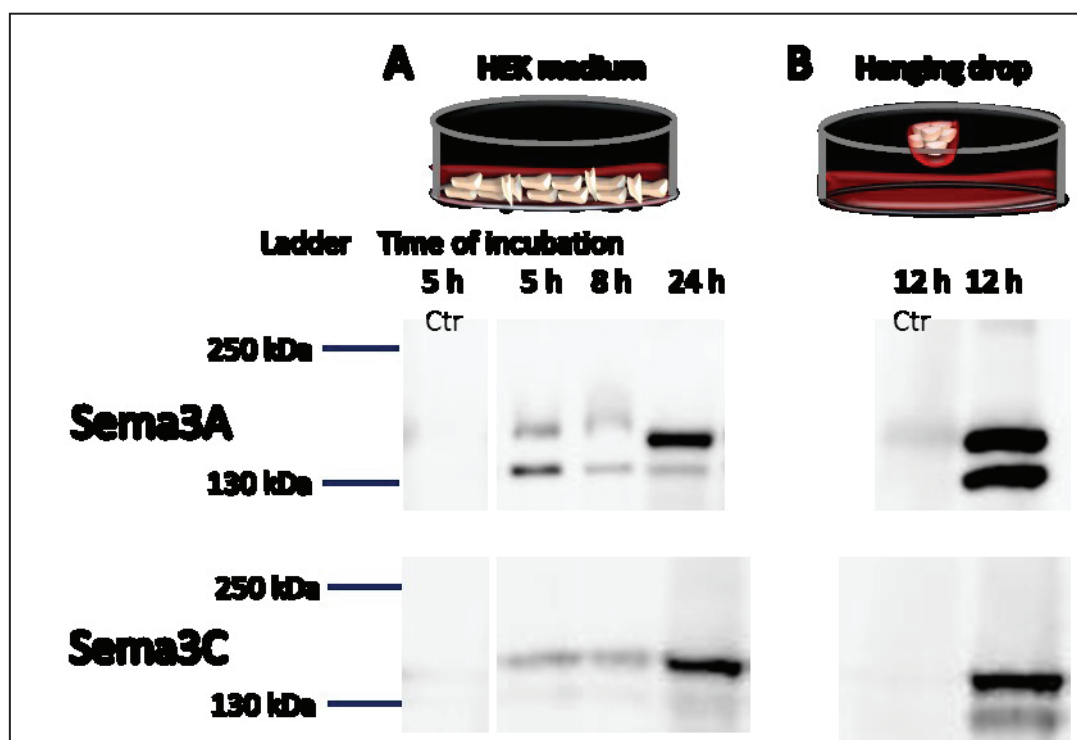 A HEK medium B Hanging drop
Ladder Time of incubation
5 h 5 h 8 h 24 h 12 h 12 h
Ctr Ctr
250 kDa
Sema3A
130 kDa
250 kDa
Sema3C
130 kDa